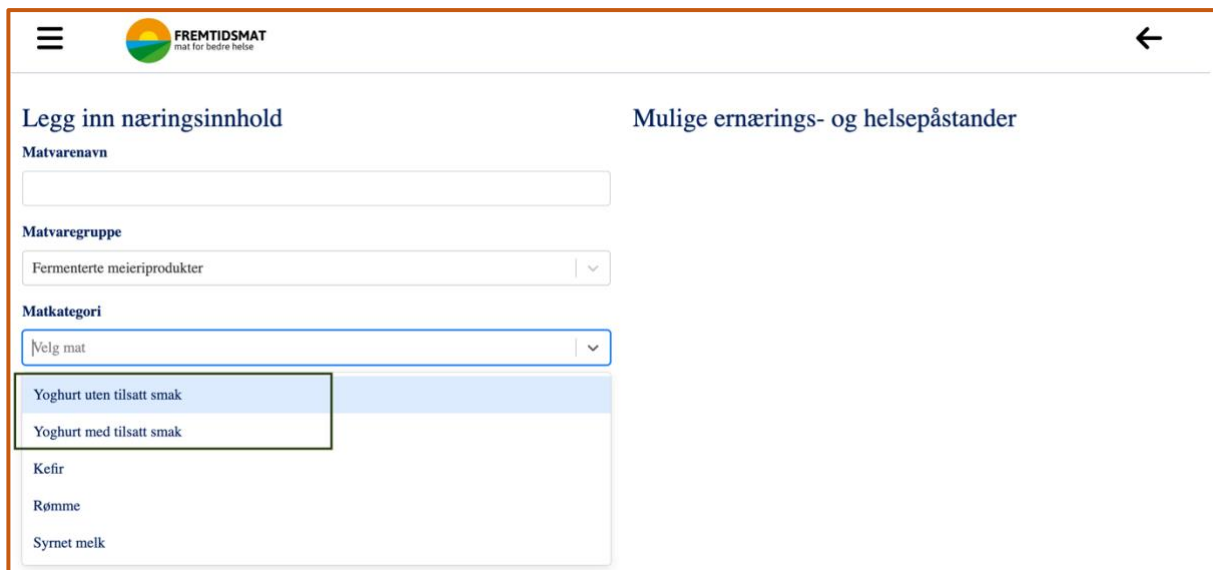 FREMTIDSMAT
mat for bedre helse
Legg inn næringsinnhold
Mulige ernærings- og helsepåstander
Matvarenavn
Matvaregruppe
Fermenterte meieriprodukter
Matkategori
Velg mat
Yoghurt uten tilsatt smak
Yoghurt med tilsatt smak
Kefir
Rømme
Syrnet melk